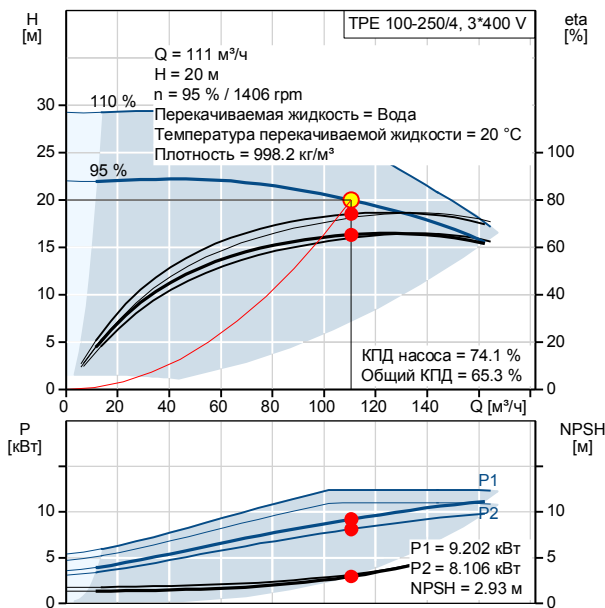 H
[м]
TPE 100-250/4, 3*400 V
eta
[%]
Q = 111 м³/ч
H = 20 м
n = 95 % / 1406 rpm
Перекачиваемая жидкость = Вода
Температура перекачиваемой жидкости = 20 °C
Плотность = 998.2 кг/м³
110 %
95 %
30
25
20
15
10
5
0
100
80
60
40
20
0
КПД насоса = 74.1 %
Общий КПД = 65.3 %
0 20 40 60 80 100 120 140 Q [м³/ч]
P
[кВт]
NPSH
[м]
10
5
0
10
5
0
P1
P2
P1 = 9.202 кВт
P2 = 8.106 кВт
NPSH = 2.93 м